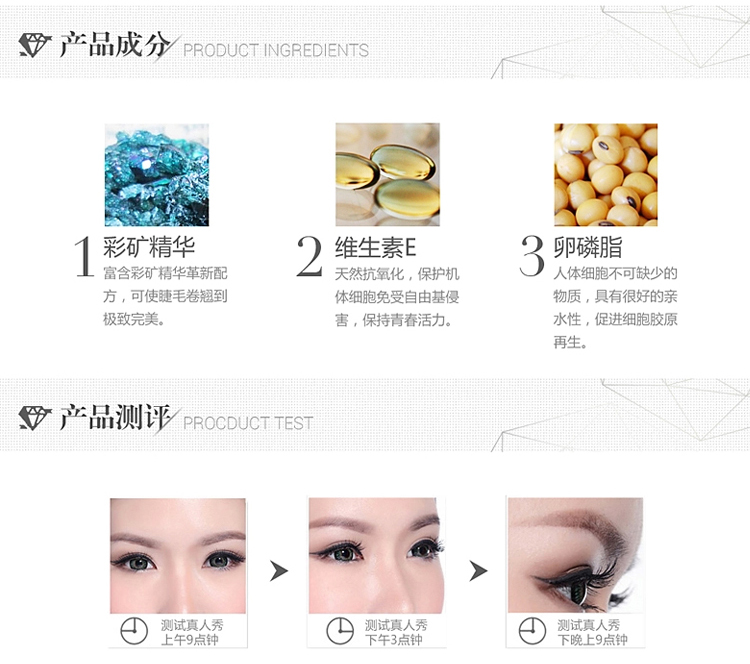 产品成分 PRODUCT INGREDIENTS
1 彩矿精华
富含彩矿精华革新配
方，可使睫毛卷翘到
极致完美。
2 维生素E
天然抗氧化，保护机
体细胞免受自由基侵
害，保持青春活力。
3 卵磷脂
人体细胞不可缺少的
物质，具有很好的亲
水性，促进细胞胶原
再生。
产品测评 PROCDUCT TEST
测试真人秀
上午9点钟
测试真人秀
下午3点钟
测试真人秀
下晚上9点钟